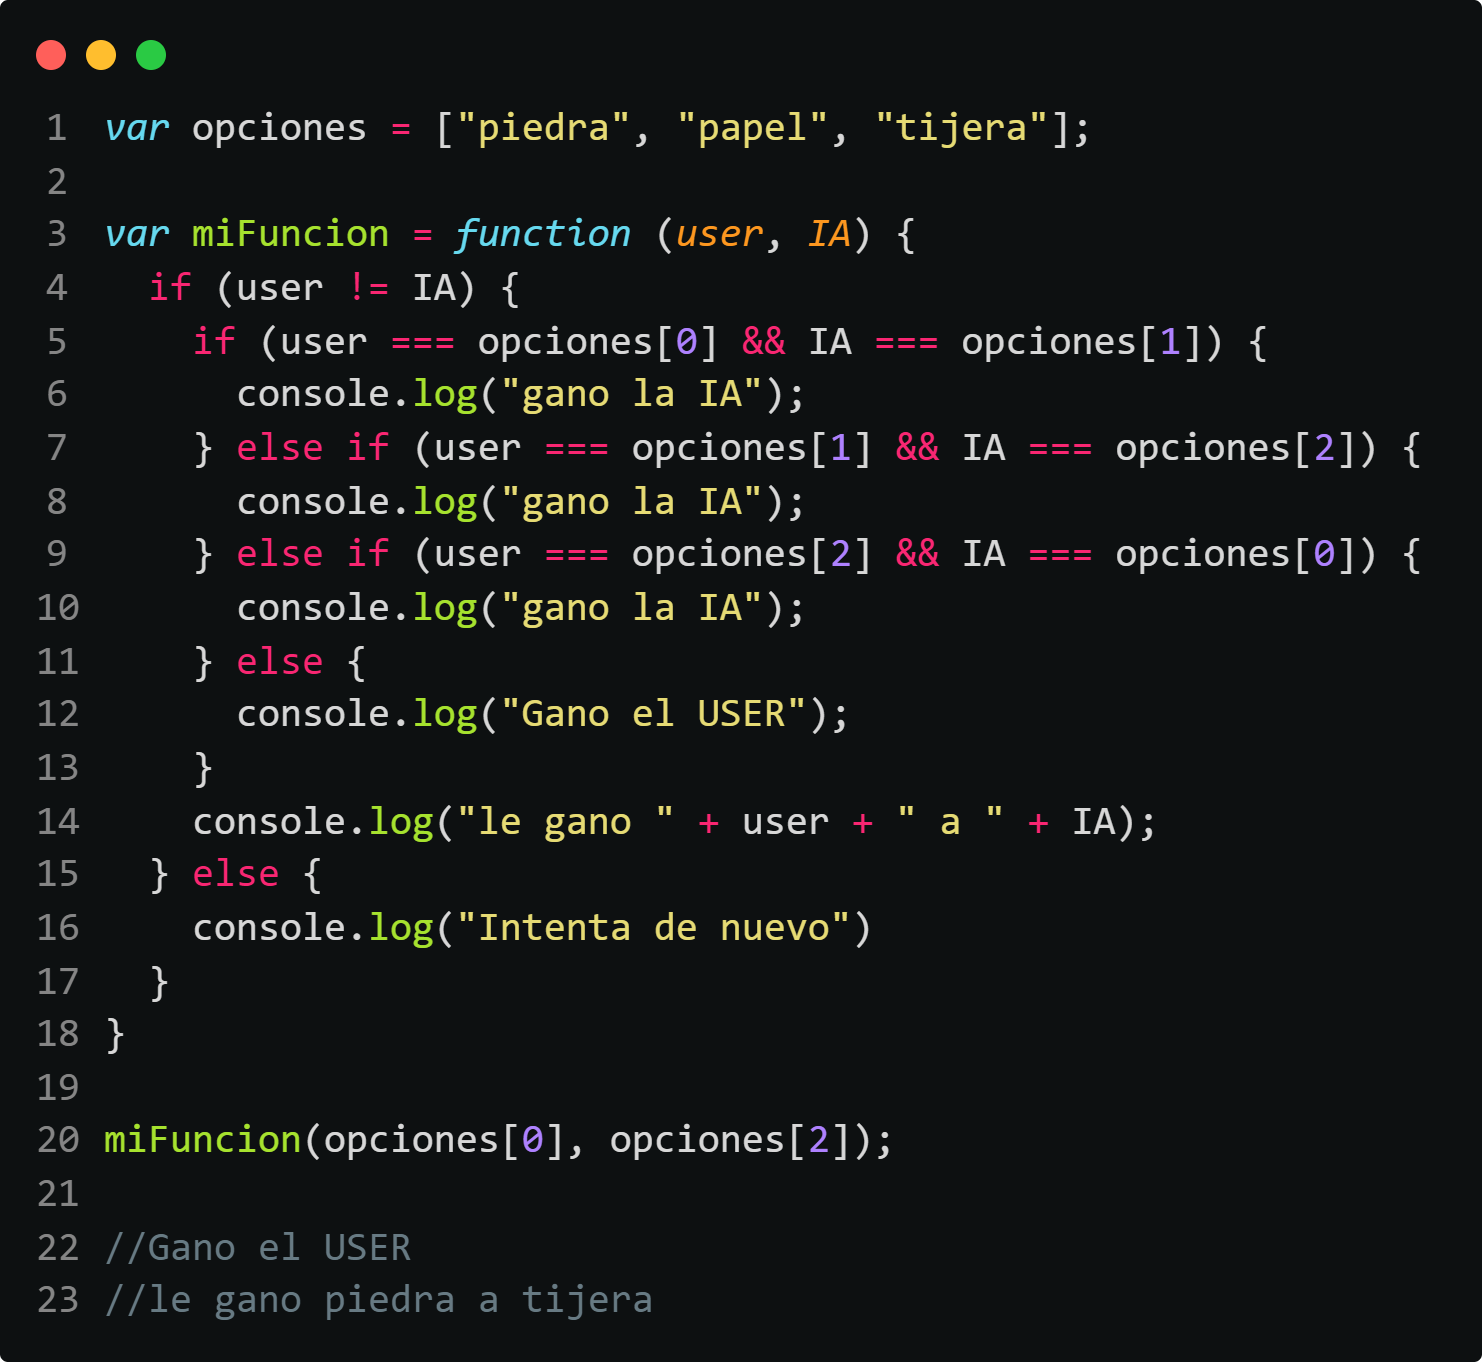 1 var opciones = ["piedra", "papel", "tijera"];
2
3 var miFuncion = function (user, IA) {
4   if (user != IA) {
5     if (user === opciones[0] && IA === opciones[1]) {
6       console.log("gano la IA");
7     } else if (user === opciones[1] && IA === opciones[2]) {
8       console.log("gano la IA");
9     } else if (user === opciones[2] && IA === opciones[0]) {
10       console.log("gano la IA");
11     } else {
12       console.log("Gano el USER");
13     }
14     console.log("le gano " + user + " a " + IA);
15   } else {
16     console.log("Intenta de nuevo")
17   }
18 }
19
20 miFuncion(opciones[0], opciones[2]);
21
22 //Gano el USER
23 //le gano piedra a tijera